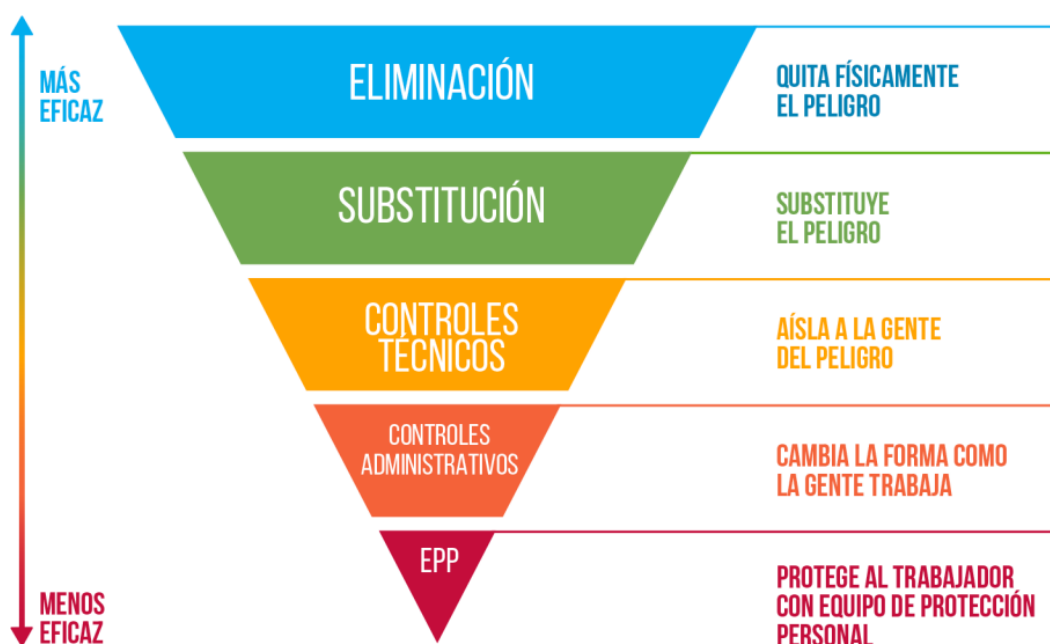 MÁS
EFICAZ
ELIMINACIÓN
QUITA FÍSICAMENTE
EL PELIGRO
SUBSTITUCIÓN
SUBSTITUYE
EL PELIGRO
CONTROLES
TÉCNICOS
AÍSLA A LA GENTE
DEL PELIGRO
CONTROLES
ADMINISTRATIVOS
CAMBIA LA FORMA COMO
LA GENTE TRABAJA
EPP
PROTEGE AL TRABAJADOR
CON EQUIPO DE PROTECCIÓN
PERSONAL
MENOS
EFICAZ